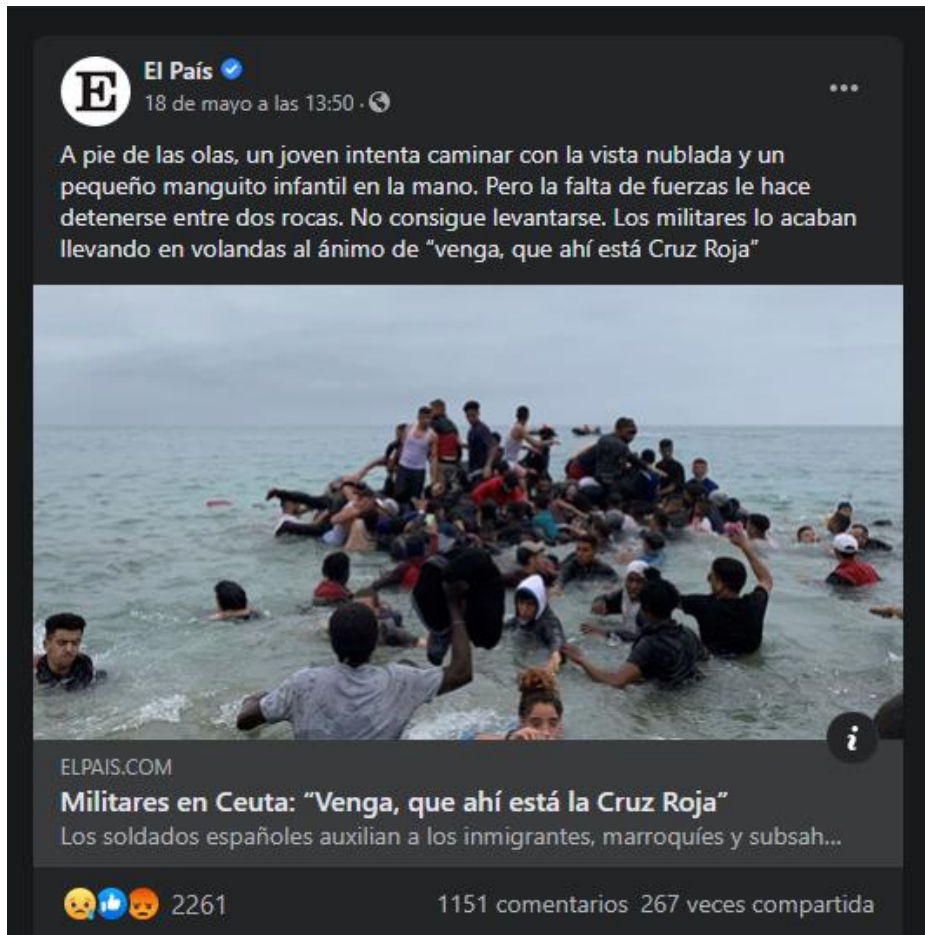 E
El País
18 de mayo a las 13:50 ·
A pie de las olas, un joven intenta caminar con la vista nublada y un
pequeño manguito infantil en la mano. Pero la falta de fuerzas le hace
detenerse entre dos rocas. No consigue levantarse. Los militares lo acaban
llevando en volandas al ánimo de “venga, que ahí está Cruz Roja”
i
ELPAIS.COM
Militares en Ceuta: “Venga, que ahí está la Cruz Roja”
Los soldados españoles auxilian a los inmigrantes, marroquíes y subsah...
2261 1151 comentarios 267 veces compartida